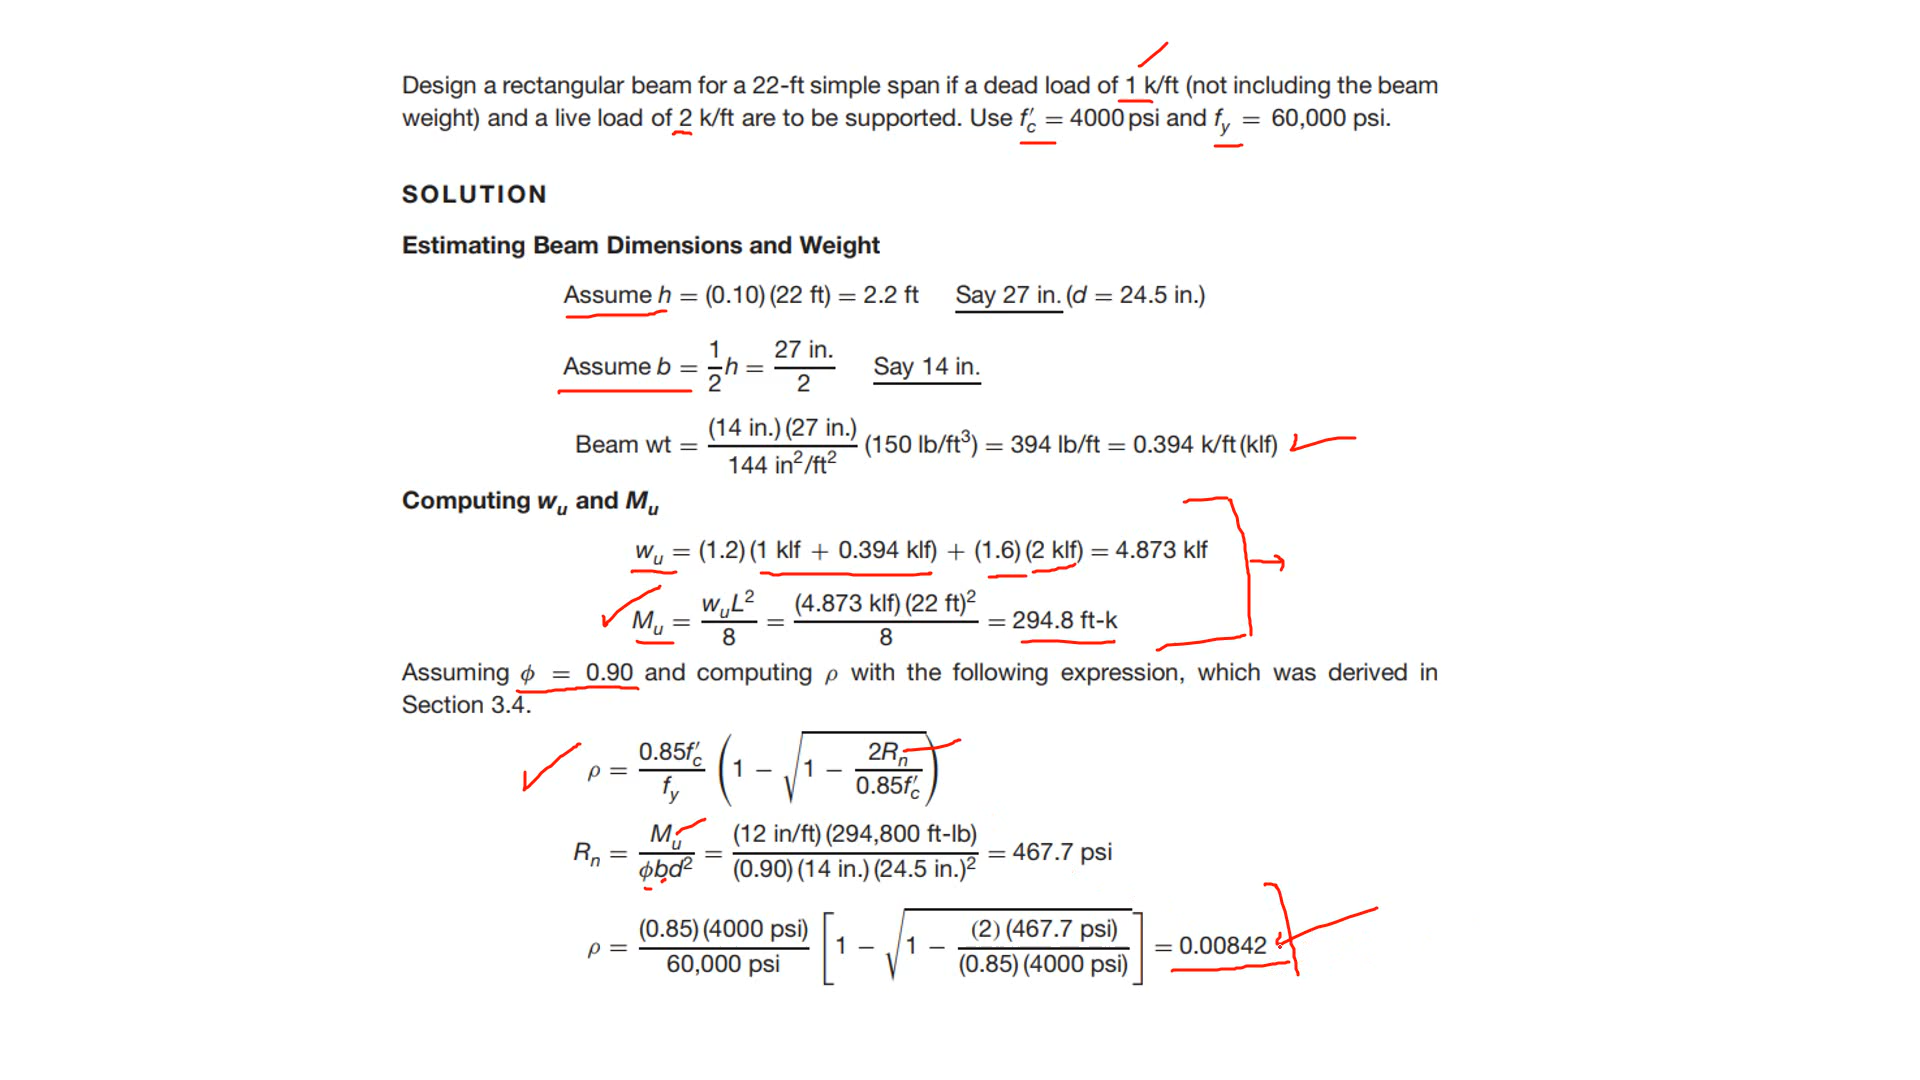 Design a rectangular beam for a 22-ft simple span if a dead load of 1 k/ft (not including the beam
weight) and a live load of 2 k/ft are to be supported. Use f′c = 4000 psi and fy = 60,000 psi.
SOLUTION
Estimating Beam Dimensions and Weight
Assume h = (0.10) (22 ft) = 2.2 ft Say 27 in. (d = 24.5 in.)
Assume b = 1/2 h = 27 in./2 Say 14 in.
Beam wt = (14 in.) (27 in.)/144 in²/ft² (150 lb/ft³) = 394 lb/ft = 0.394 k/ft (klf)
Computing wu and Mu
wu = (1.2) (1 klf + 0.394 klf) + (1.6) (2 klf) = 4.873 klf
Mu = wuL²/8 = (4.873 klf) (22 ft)²/8 = 294.8 ft-k
Assuming ϕ = 0.90 and computing ρ with the following expression, which was derived in
Section 3.4.
ρ = 0.85f′c/fy (1 − √(1 − 2Rn/0.85f′c))
Rn = Mu/ϕbd² = (12 in/ft) (294,800 ft-lb)/(0.90) (14 in.) (24.5 in.)² = 467.7 psi
ρ = (0.85) (4000 psi)/60,000 psi [1 − √(1 − (2) (467.7 psi)/(0.85) (4000 psi))] = 0.00842